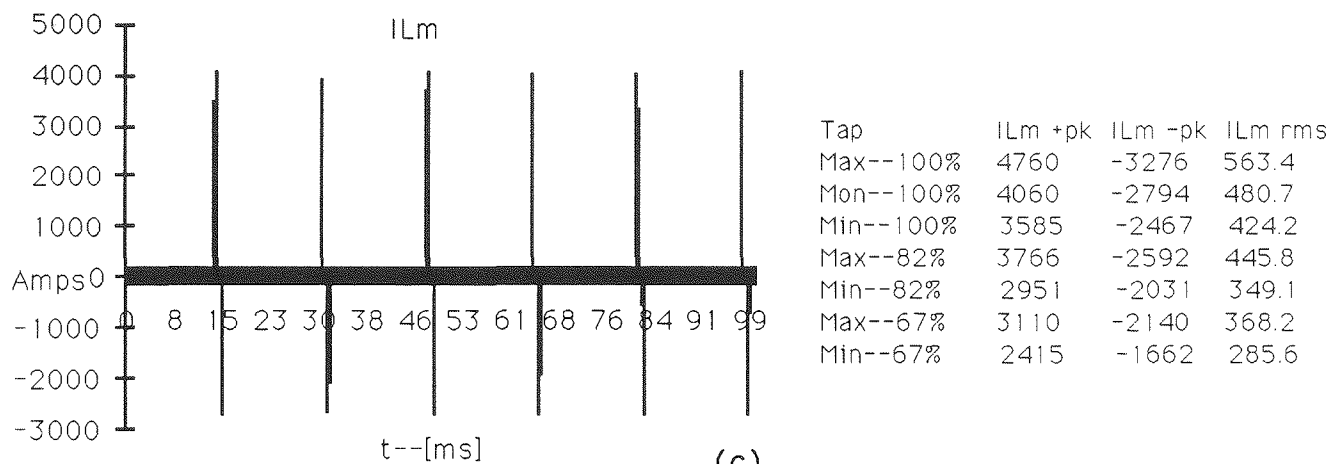 ILm
5000
4000
3000
2000
1000
Amps0
-1000
-2000
-3000
0 8 15 23 30 38 46 53 61 68 76 84 91 99
t--[ms]
Tap ILm +pk ILm -pk ILm rms
Max--100% 4760 -3276 563.4
Mon--100% 4060 -2794 480.7
Min--100% 3585 -2467 424.2
Max--82% 3766 -2592 445.8
Min--82% 2951 -2031 349.1
Max--67% 3110 -2140 368.2
Min--67% 2415 -1662 285.6
(c)